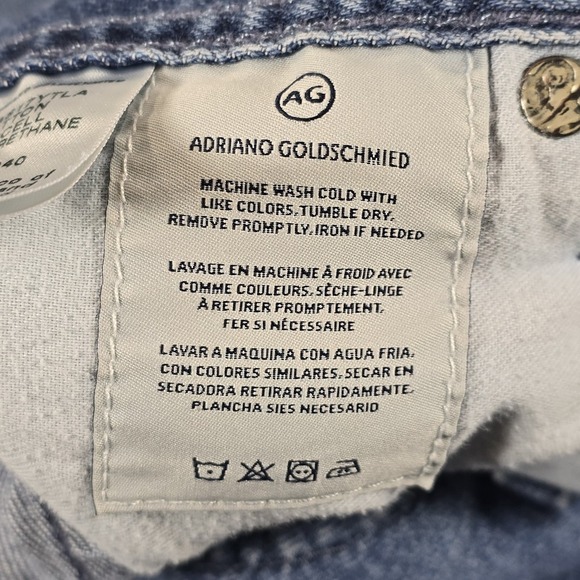 AG
ADRIANO GOLDSCHMIED
MACHINE WASH COLD WITH
LIKE COLORS, TUMBLE DRY,
REMOVE PROMPTLY, IRON IF NEEDED
LAVAGE EN MACHINE À FROID AVEC
COMME COULEURS, SÈCHE-LINGE
À RETIRER PROMPTEMENT,
FER SI NÉCESSAIRE
LAVAR A MAQUINA CON AGUA FRIA,
CON COLORES SIMILARES, SECAR EN
SECADORA RETIRAR RAPIDAMENTE,
PLANCHA SIES NECESARIO